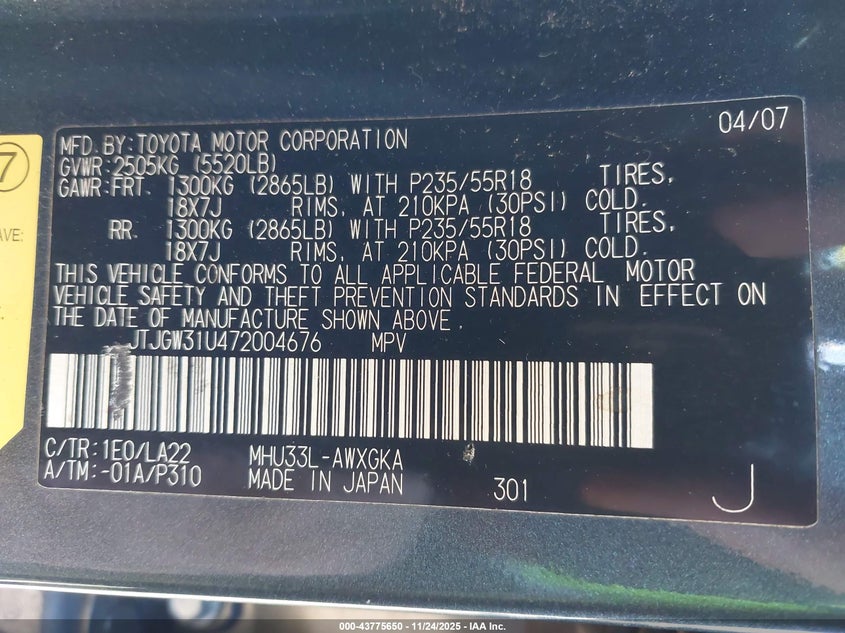 04/07
MFD. BY: TOYOTA MOTOR CORPORATION
GVWR: 2505KG (5520LB)
GAWR: FRT. 1300KG (2865LB) WITH P235/55R18 TIRES,
18X7J RIMS, AT 210KPA (30PSI) COLD.
RR. 1300KG (2865LB) WITH P235/55R18 TIRES,
18X7J RIMS, AT 210KPA (30PSI) COLD.
THIS VEHICLE CONFORMS TO ALL APPLICABLE FEDERAL MOTOR
VEHICLE SAFETY AND THEFT PREVENTION STANDARDS IN EFFECT ON
THE DATE OF MANUFACTURE SHOWN ABOVE.
JTJGW31U472004676 MPV
C/TR: 1E0/LA22 MHU33L-AWXGKA
A/TM: -01A/P310 MADE IN JAPAN 301 J
7
AVE:
000-43775650 - 11/24/2025 - IAA Inc.